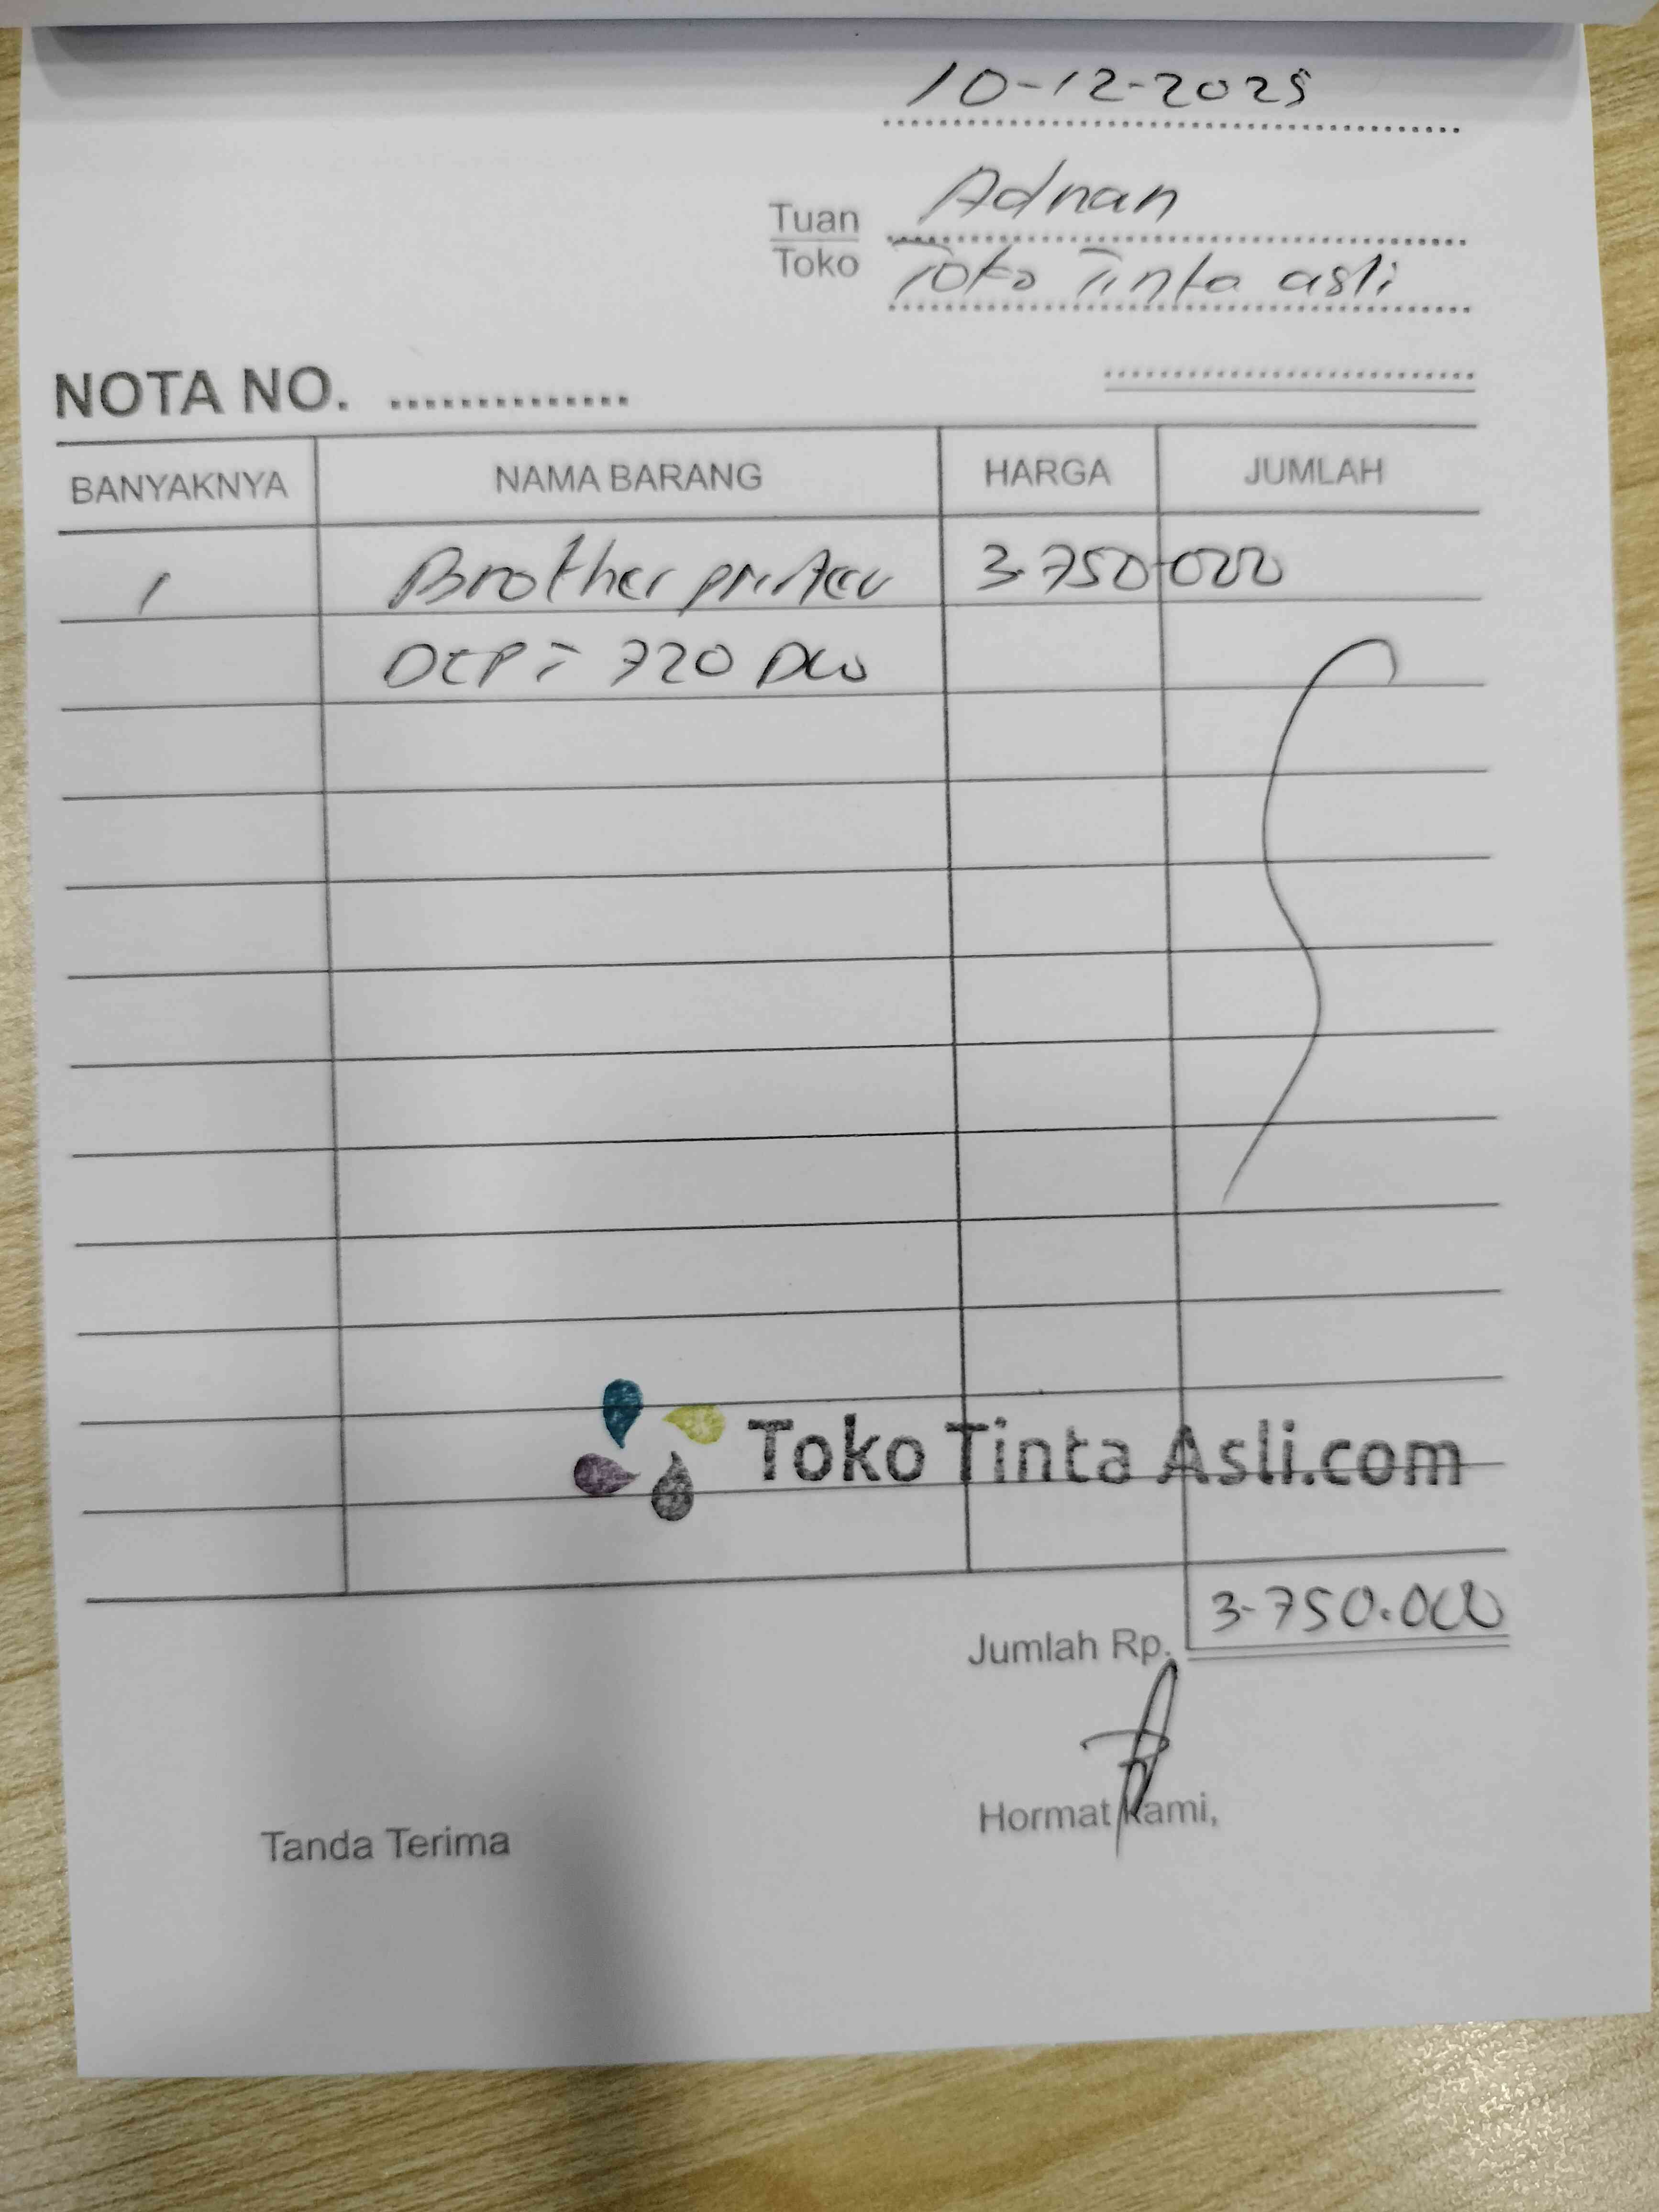 10-12-2025
Tuan Adnan
Toko Toko Tinta asli
NOTA NO. ...............
BANYAKNYA NAMA BARANG HARGA JUMLAH
1 Brother printer 3.750.000
DCP T 720 DW
Toko Tinta Asli.com
Jumlah Rp. 3.750.000
Tanda Terima Hormat kami,